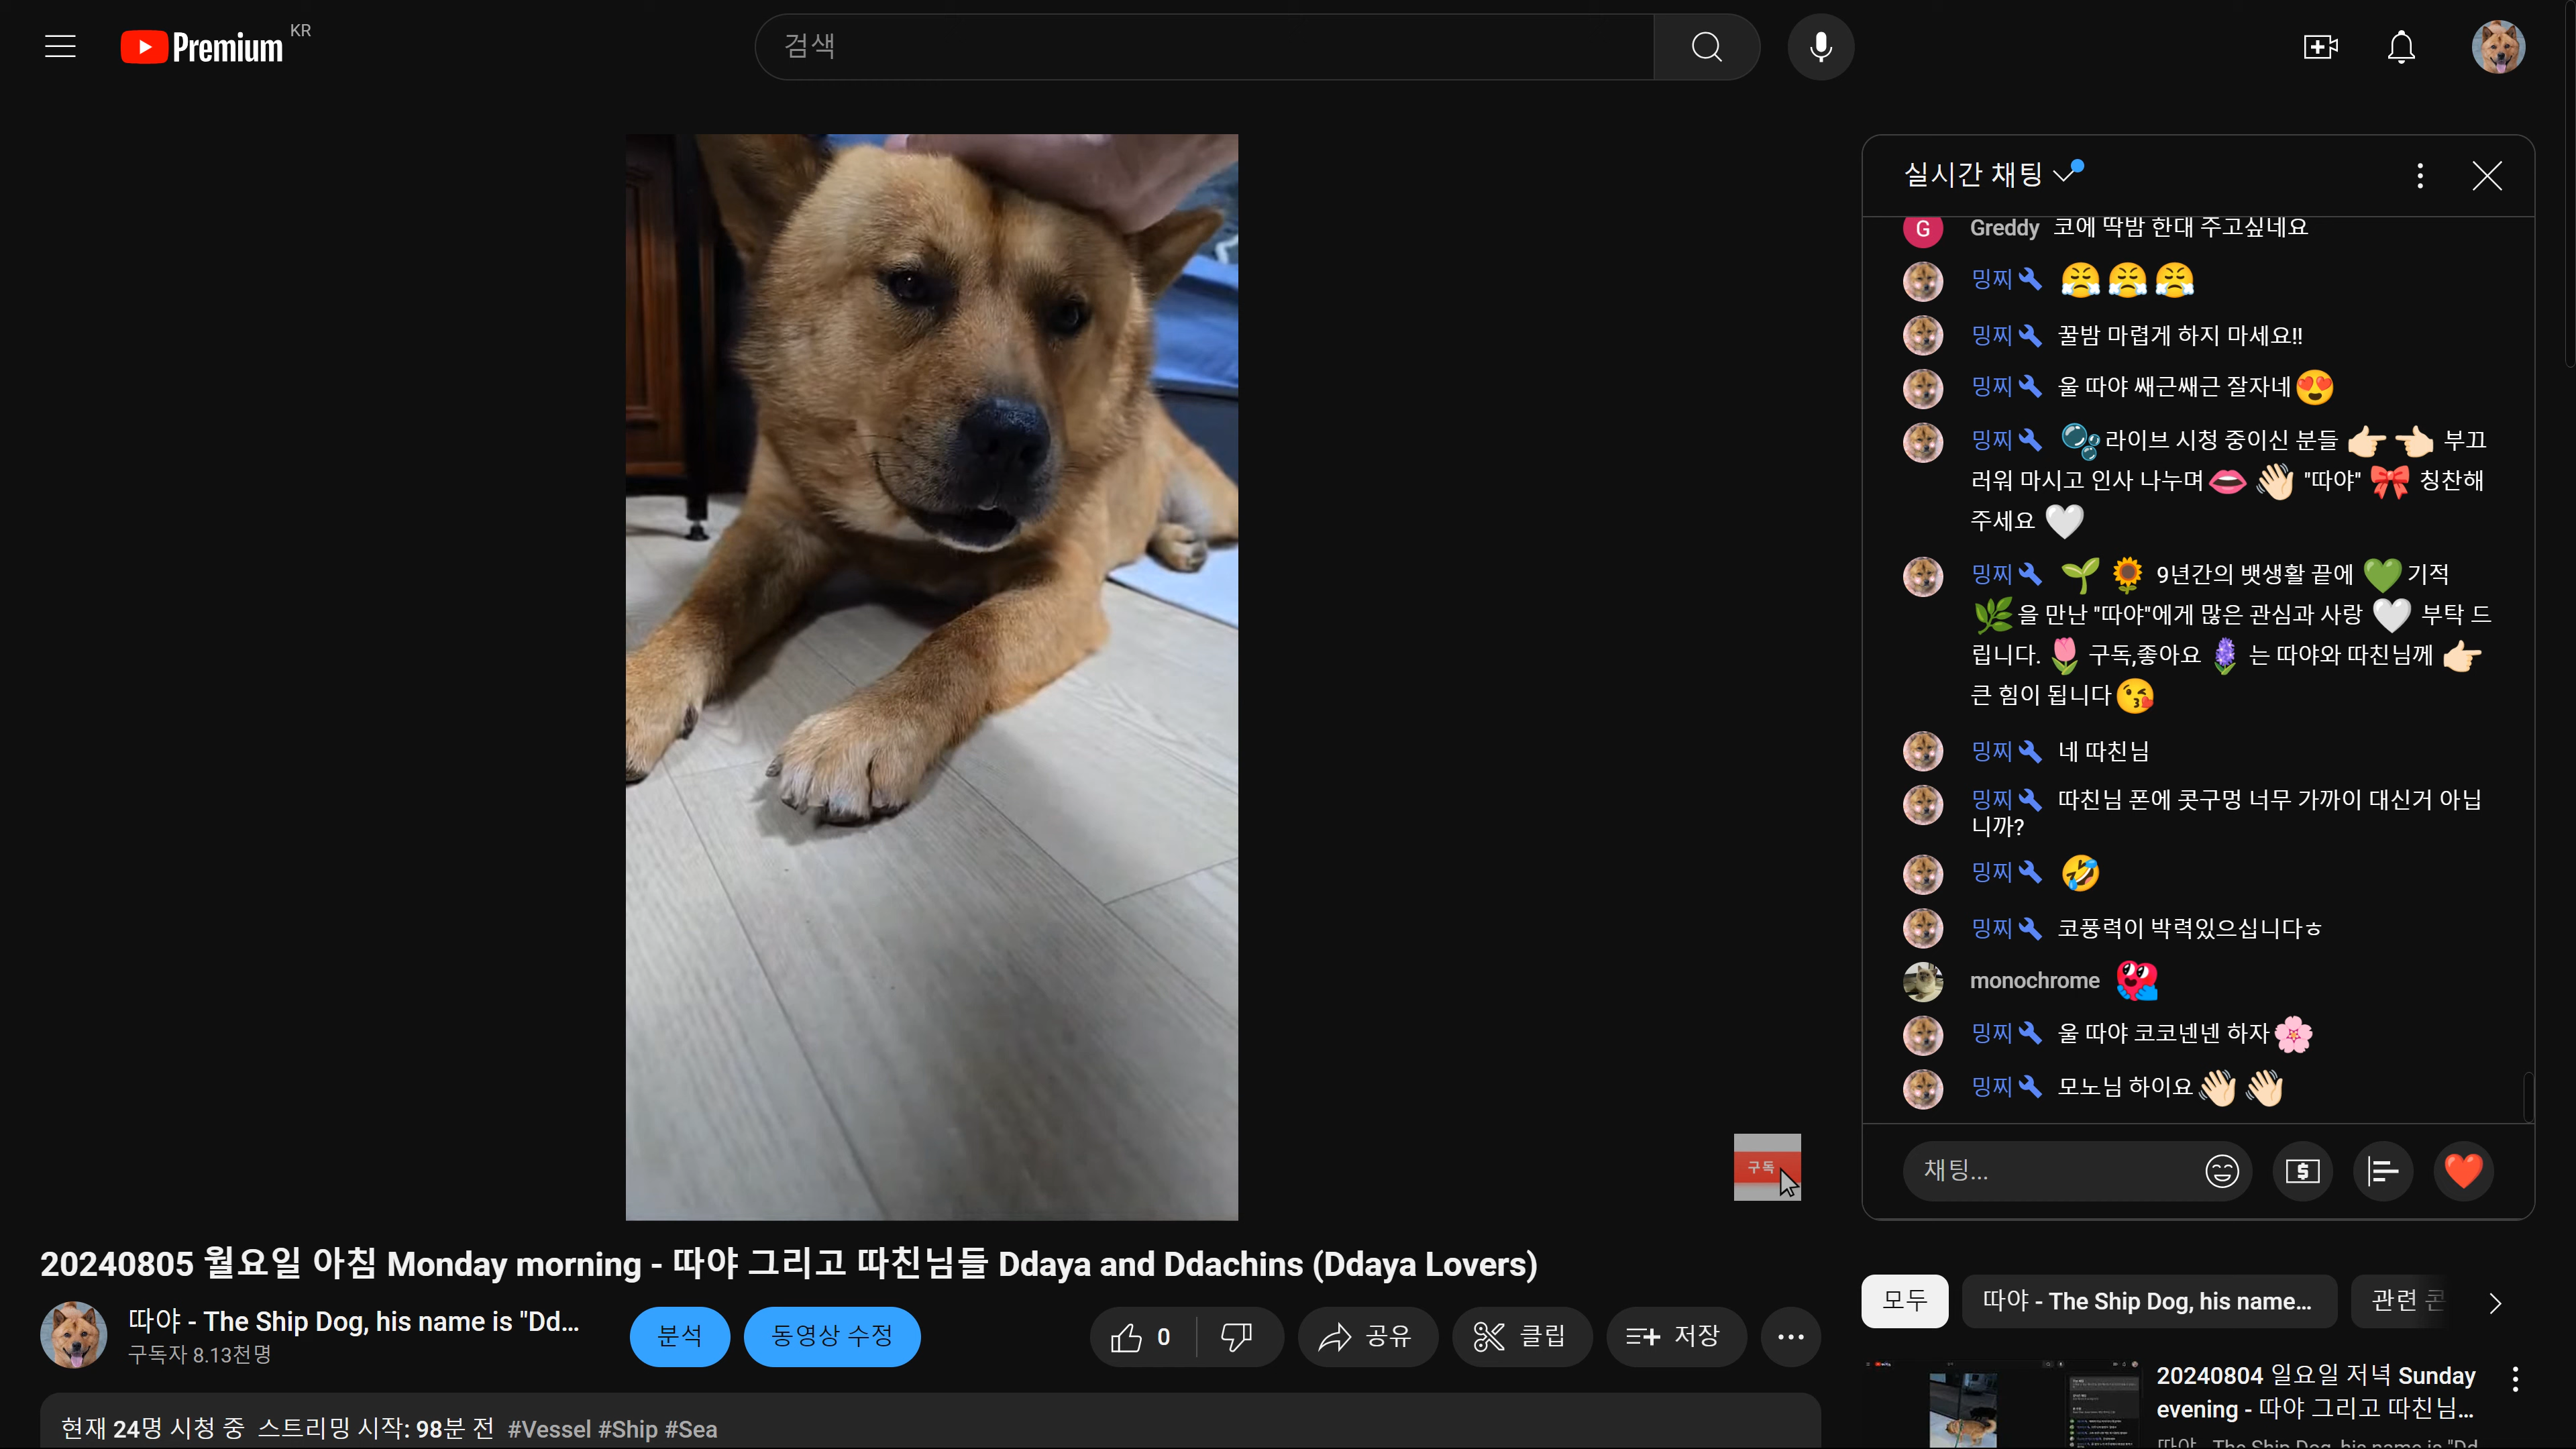 Premium KR
검색
실시간 채팅
G Greddy 코에 딱밤 한대 주고싶네요
밍찌
밍찌 꿀밤 마렵게 하지 마세요!!
밍찌 울 따야 쌔근쌔근 잘자네
밍찌 라이브 시청 중이신 분들 부끄
러워 마시고 인사 나누며 "따야" 칭찬해
주세요
밍찌 9년간의 뱃생활 끝에 기적
을 만난 "따야"에게 많은 관심과 사랑 부탁 드
립니다. 구독,좋아요 는 따야와 따친님께
큰 힘이 됩니다
밍찌 네 따친님
밍찌 따친님 폰에 콧구멍 너무 가까이 대신거 아닙
니까?
밍찌
밍찌 코풍력이 박력있으십니다ㅎ
monochrome
밍찌 울 따야 코코넨넨 하자
밍찌 모노님 하이요
채팅...
구독
20240805 월요일 아침 Monday morning - 따야 그리고 따친님들 Ddaya and Ddachins (Ddaya Lovers)
따야 - The Ship Dog, his name is "Dd...
구독자 8.13천명
분석 동영상 수정 0 공유 클립 저장
현재 24명 시청 중 스트리밍 시작: 98분 전 #Vessel #Ship #Sea
모두 따야 - The Ship Dog, his name... 관련
20240804 일요일 저녁 Sunday
evening - 따야 그리고 따친님...